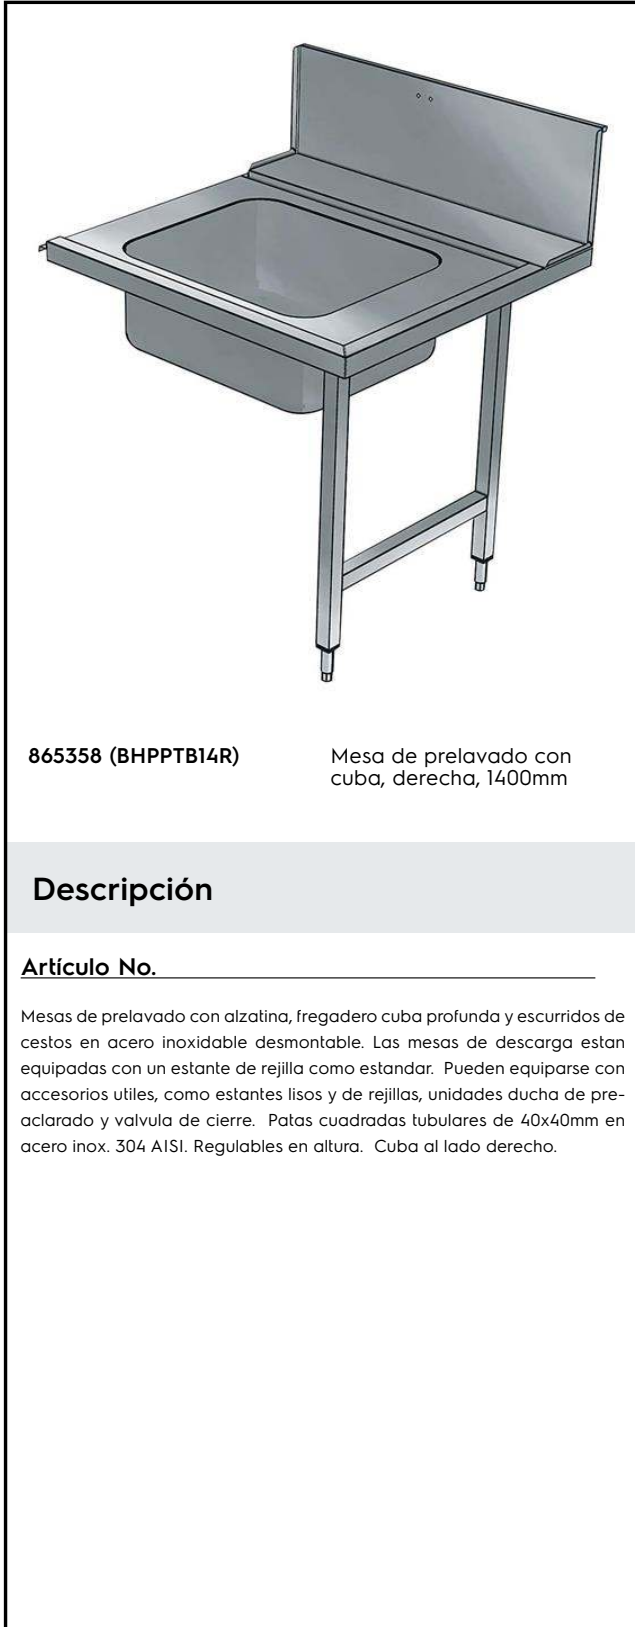 865358 (BHPPTB14R)
Mesa de prelavado con
cuba, derecha, 1400mm
Descripción
Artículo No.
Mesas de prelavado con alzatina, fregadero cuba profunda y escurridos de
cestos en acero inoxidable desmontable. Las mesas de descarga estan
equipadas con un estante de rejilla como estandar. Pueden equiparse con
accesorios utiles, como estantes lisos y de rejillas, unidades ducha de pre-
aclarado y valvula de cierre. Patas cuadradas tubulares de 40x40mm en
acero inox. 304 AISI. Regulables en altura. Cuba al lado derecho.